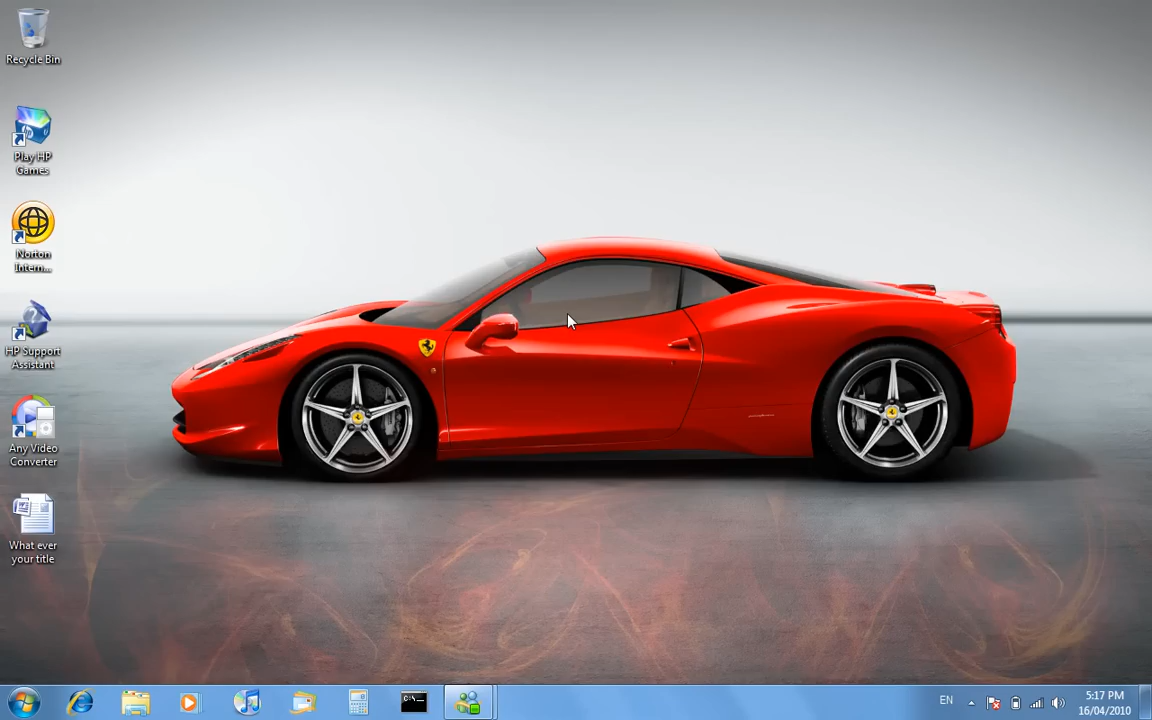 Recycle Bin
Play HP
Games
Norton
Intern...
HP Support
Assistant
Any Video
Converter
What ever
your title
C:\
EN
5:17 PM
16/04/2010